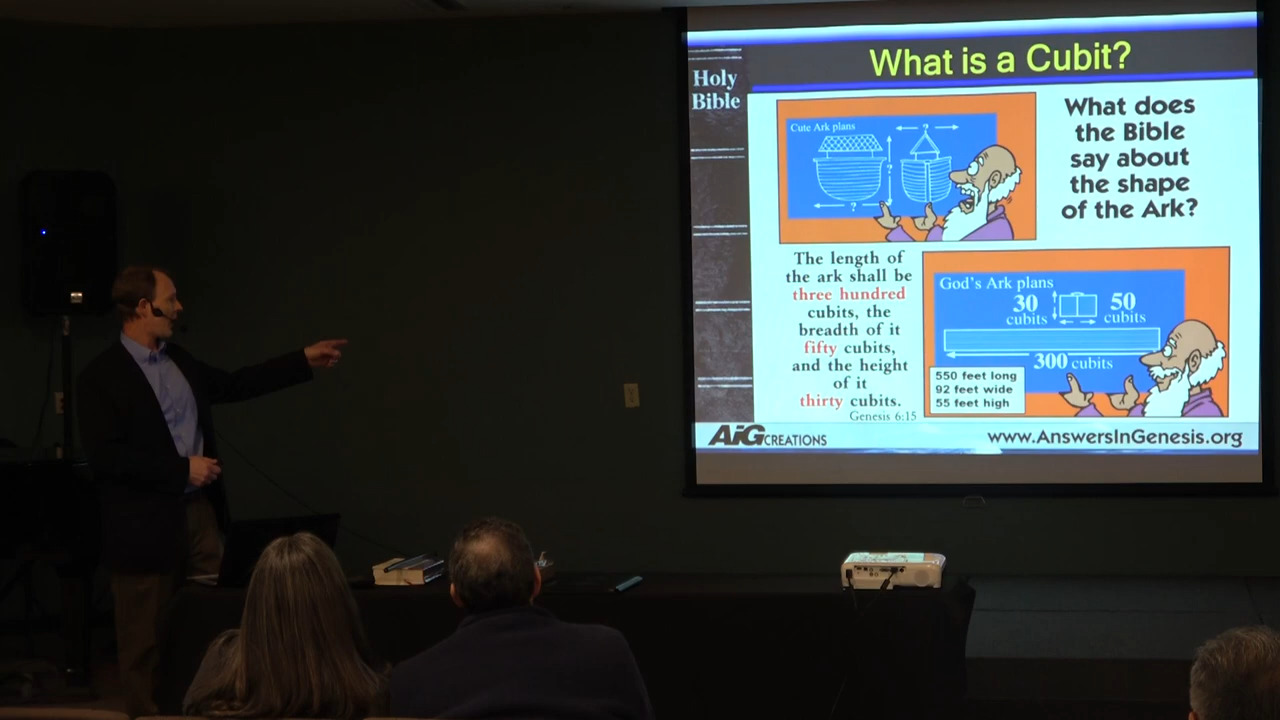 What is a Cubit?
Holy
Bible
Cute Ark plans
?
?
?
What does
the Bible
say about
the shape
of the Ark?
The length of
the ark shall be
three hundred
cubits, the
breadth of it
fifty cubits,
and the height
of it
thirty cubits.
Genesis 6:15
God's Ark plans
30
cubits
50
cubits
300 cubits
550 feet long
92 feet wide
55 feet high
AiG CREATIONS
www.AnswersInGenesis.org